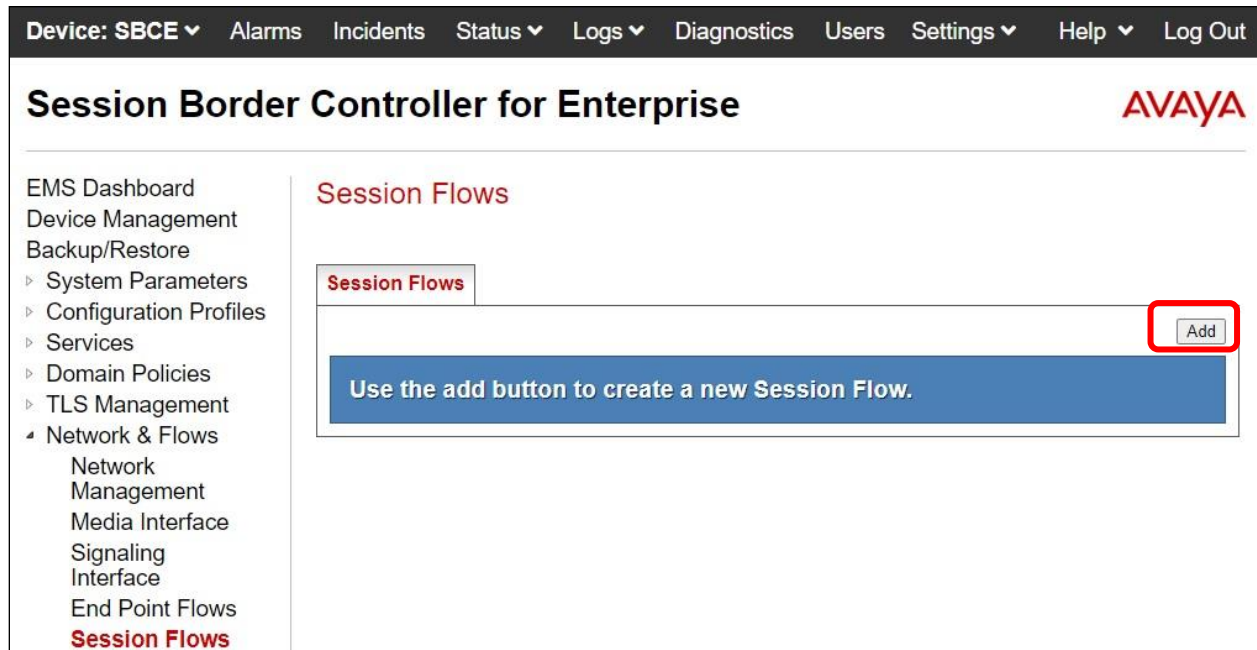 Device: SBCE Alarms Incidents Status Logs Diagnostics Users Settings Help Log Out
Session Border Controller for Enterprise
AVAYA
EMS Dashboard
Device Management
Backup/Restore
System Parameters
Configuration Profiles
Services
Domain Policies
TLS Management
Network & Flows
Network
Management
Media Interface
Signaling
Interface
End Point Flows
Session Flows
Session Flows
Session Flows
Add
Use the add button to create a new Session Flow.